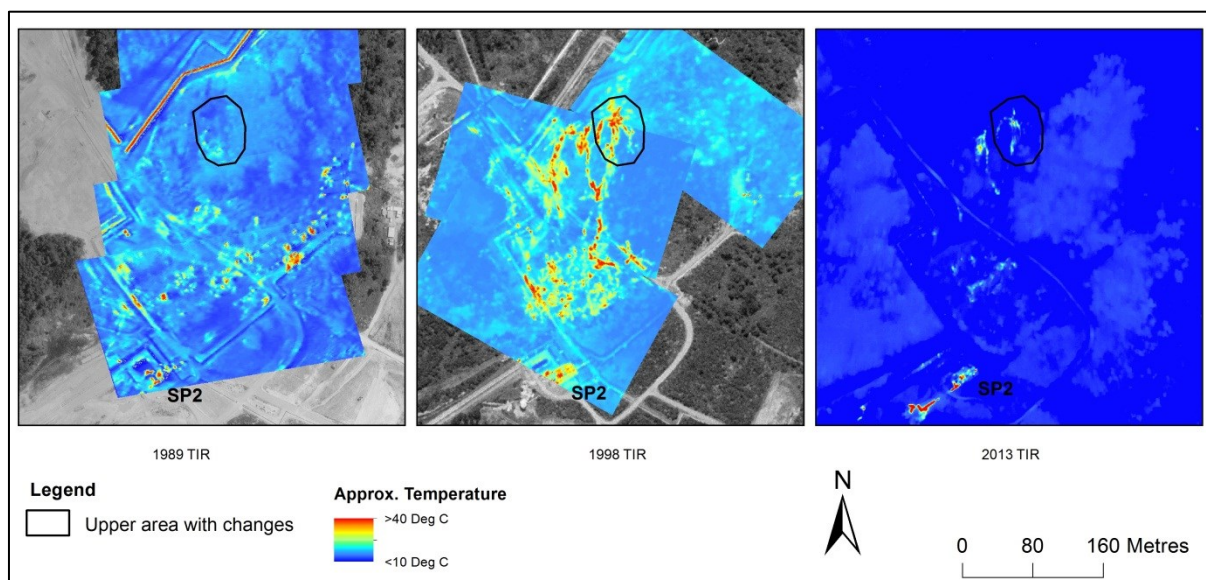 SP2
SP2
SP2
1989 TIR
1998 TIR
2013 TIR
Legend
Upper area with changes
Approx. Temperature
>40 Deg C
<10 Deg C
N
0 80 160 Metres